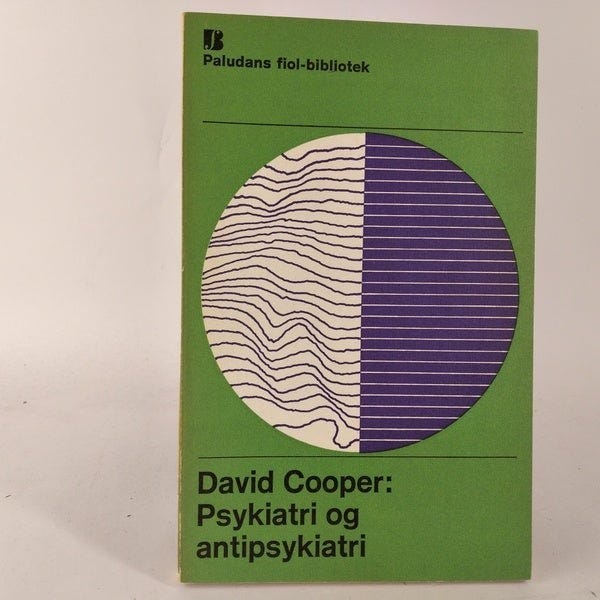 Paludans fiol-bibliotek
David Cooper:
Psykiatri og
antipsykiatri